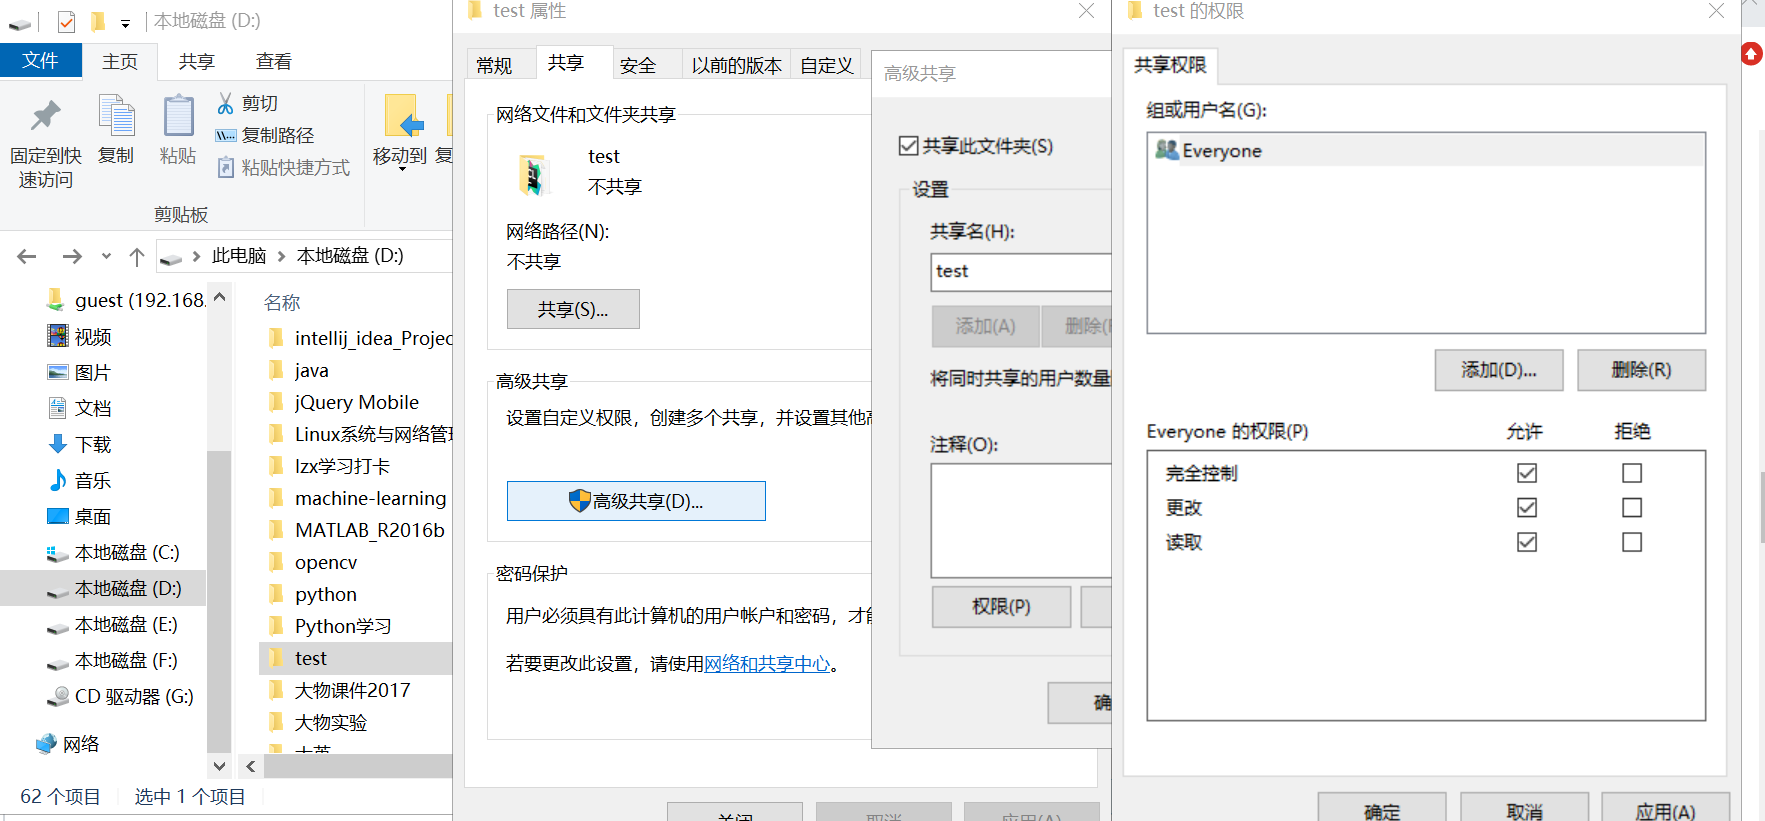 本地磁盘 (D:)
文件 主页 共享 查看
固定到快
速访问
复制
粘贴
剪切
复制路径
粘贴快捷方式
移动到
剪贴板
此电脑 本地磁盘 (D:)
guest (192.168.
视频
图片
文档
下载
音乐
桌面
本地磁盘 (C:)
本地磁盘 (D:)
本地磁盘 (E:)
本地磁盘 (F:)
CD 驱动器 (G:)
网络
名称
intellij_idea_Projec
java
jQuery Mobile
Linux系统与网络管
lzx学习打卡
machine-learning
MATLAB_R2016b
opencv
python
Python学习
test
大物课件2017
大物实验
62 个项目 选中 1 个项目
test 属性
常规 共享 安全 以前的版本 自定义
网络文件和文件夹共享
test
不共享
网络路径(N):
不共享
共享(S)...
高级共享
设置自定义权限，创建多个共享，并设置其他高
高级共享(D)...
密码保护
用户必须具有此计算机的用户帐户和密码，才能
若要更改此设置，请使用网络和共享中心。
关闭 取消 应用(A)
高级共享
共享此文件夹(S)
设置
共享名(H):
test
添加(A) 删除(
将同时共享的用户数量
注释(O):
权限(P)
确
test 的权限
共享权限
组或用户名(G):
Everyone
添加(D)... 删除(R)
Everyone 的权限(P) 允许 拒绝
完全控制
更改
读取
确定 取消 应用(A)